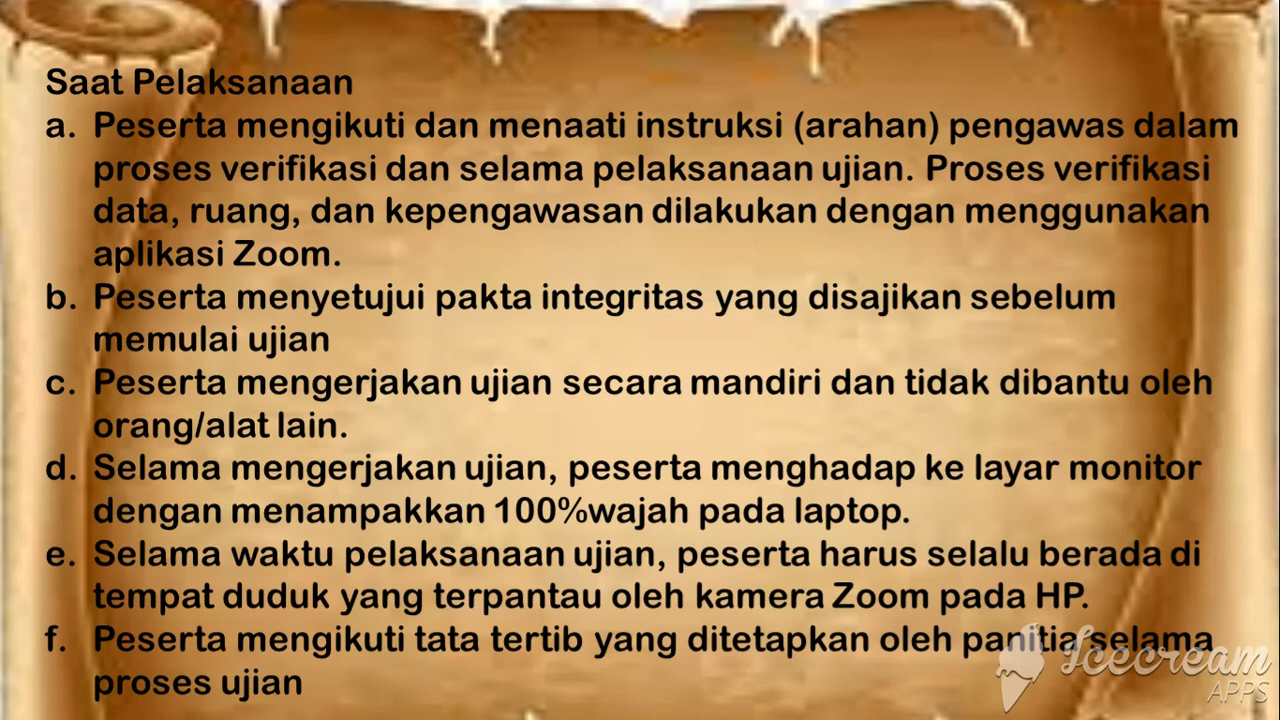 Saat Pelaksanaan
a. Peserta mengikuti dan menaati instruksi (arahan) pengawas dalam
proses verifikasi dan selama pelaksanaan ujian. Proses verifikasi
data, ruang, dan kepengawasan dilakukan dengan menggunakan
aplikasi Zoom.
b. Peserta menyetujui pakta integritas yang disajikan sebelum
memulai ujian
c. Peserta mengerjakan ujian secara mandiri dan tidak dibantu oleh
orang/alat lain.
d. Selama mengerjakan ujian, peserta menghadap ke layar monitor
dengan menampakkan 100%wajah pada laptop.
e. Selama waktu pelaksanaan ujian, peserta harus selalu berada di
tempat duduk yang terpantau oleh kamera Zoom pada HP.
f. Peserta mengikuti tata tertib yang ditetapkan oleh panitia selama
proses ujian
Icecream
APPS